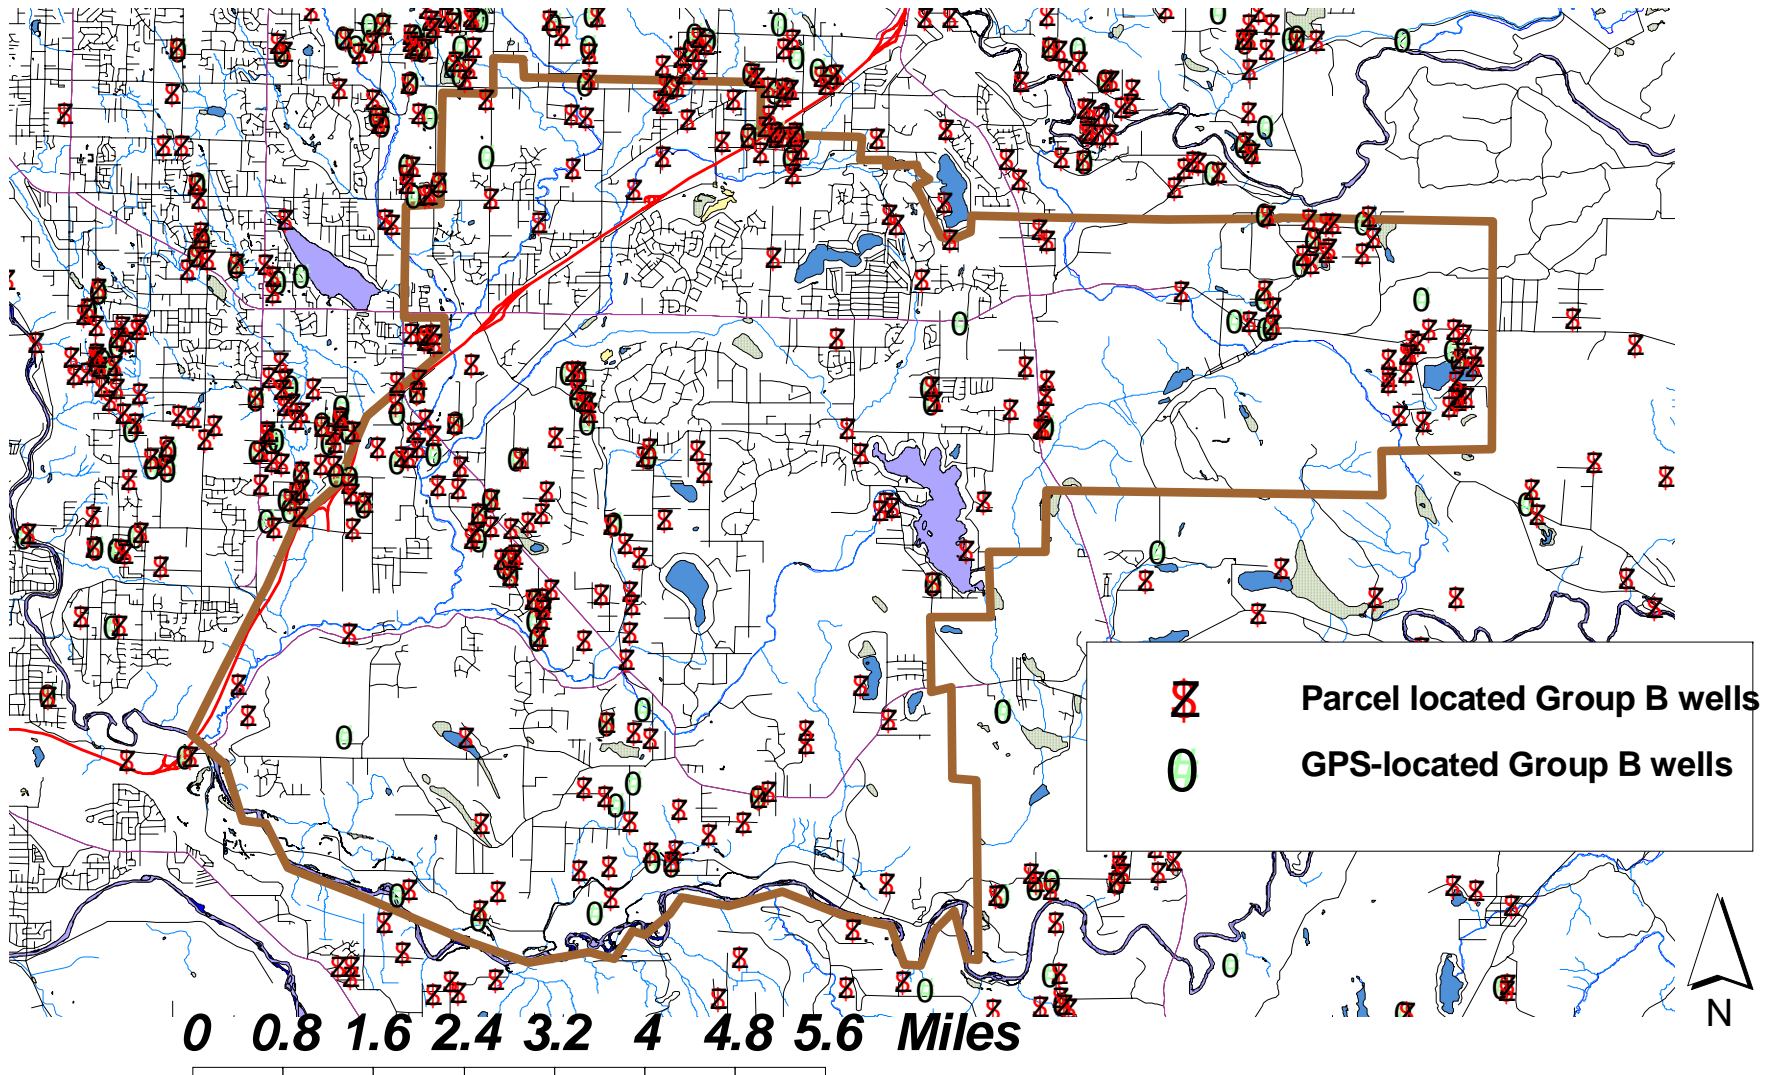 Parcel located Group B wells
GPS-located Group B wells
N
0 0.8 1.6 2.4 3.2 4 4.8 5.6 Miles